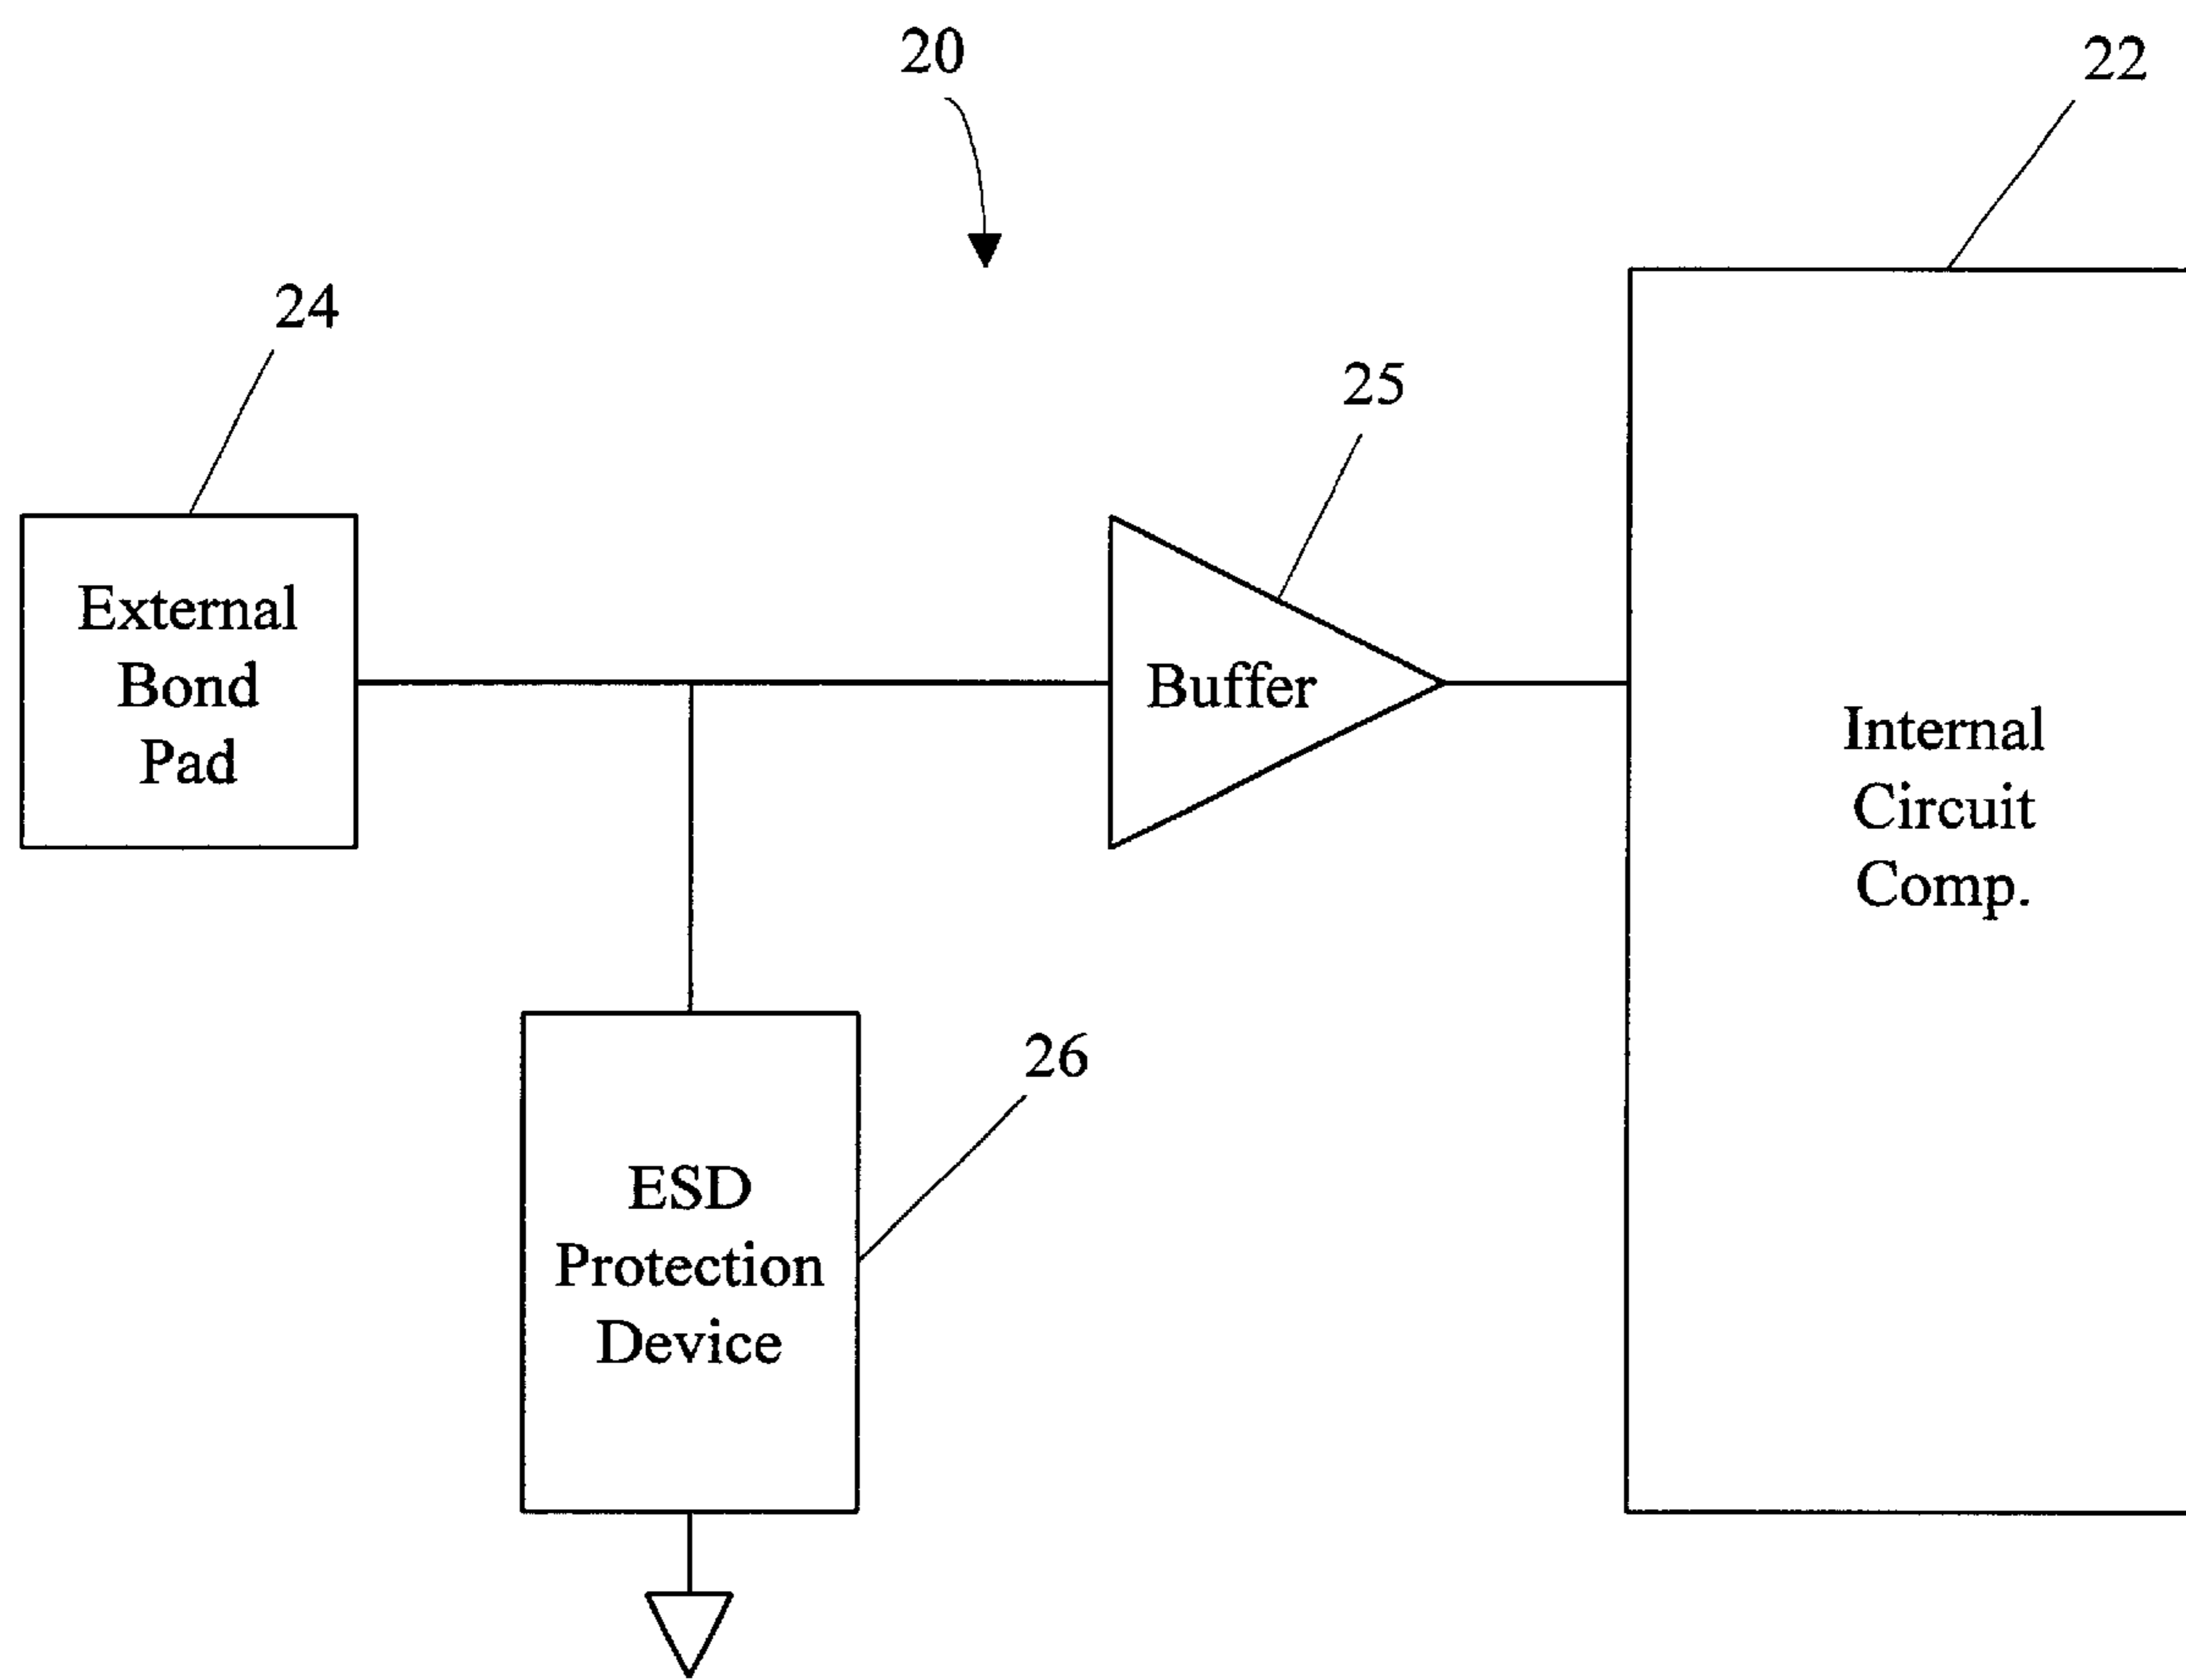 20
22
24
25
External
Bond
Pad
Buffer
Internal
Circuit
Comp.
26
ESD
Protection
Device